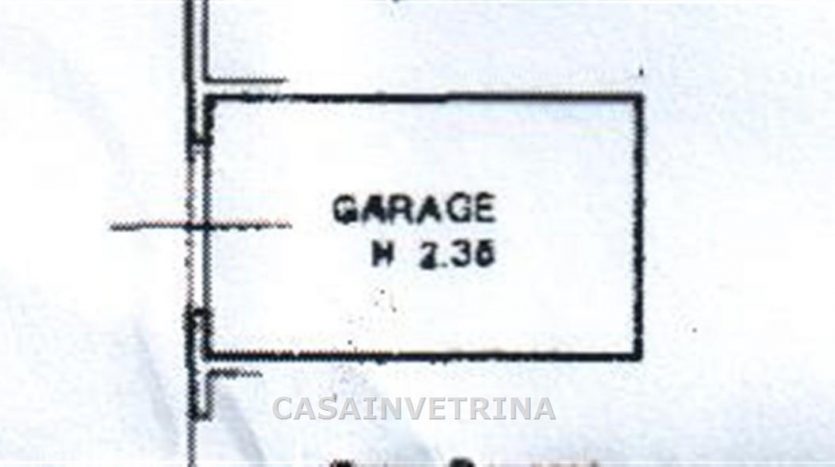 GARAGE
H 2.35
CASAINVETRINA